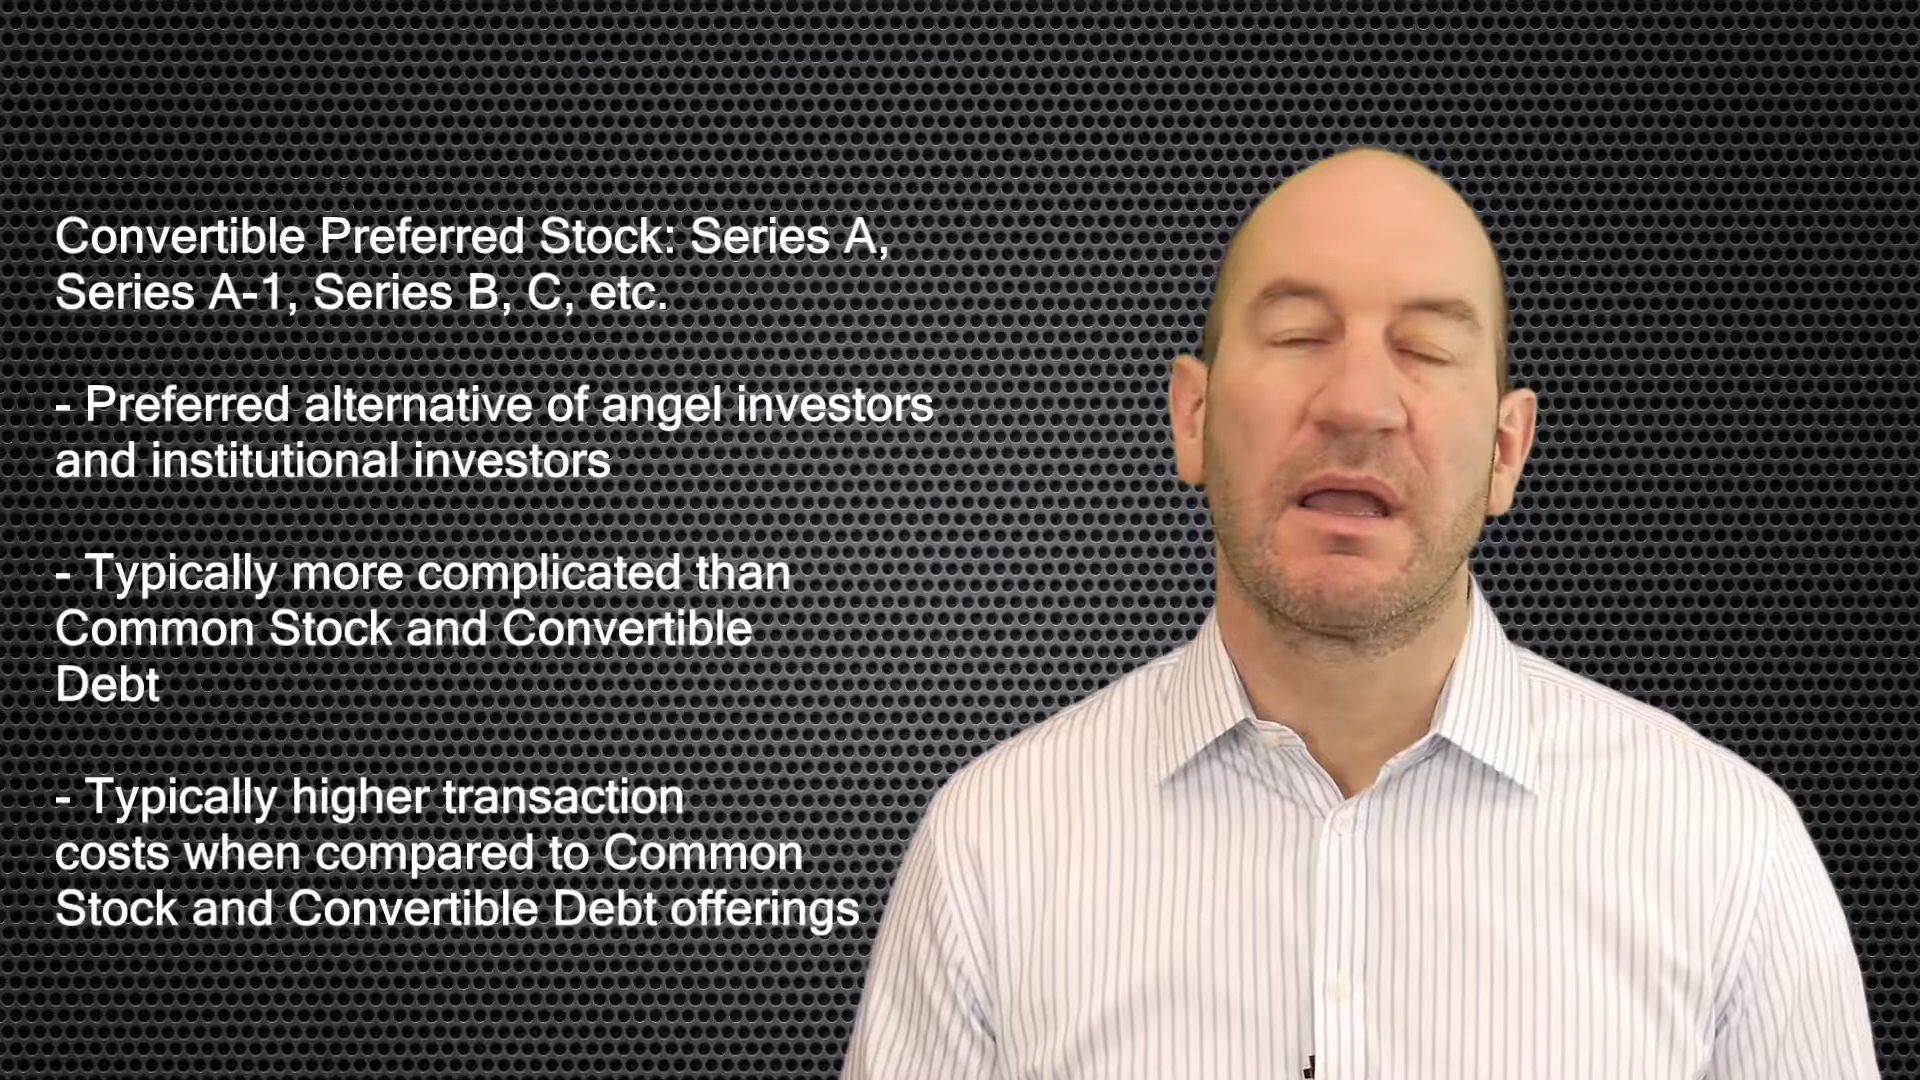 Convertible Preferred Stock: Series A,
Series A-1, Series B, C, etc.
- Preferred alternative of angel investors
and institutional investors
- Typically more complicated than
Common Stock and Convertible
Debt
- Typically higher transaction
costs when compared to Common
Stock and Convertible Debt offerings